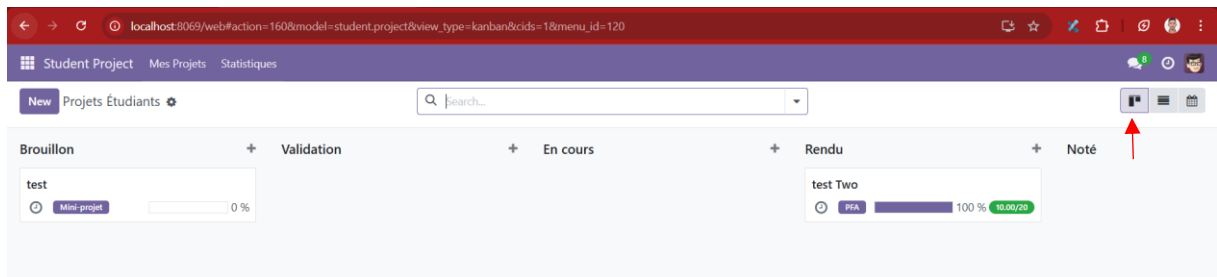 localhost:8069/web#action=160&model=student.project&view_type=kanban&cids=1&menu_id=120
Student Project Mes Projets Statistiques 8
New Projets Étudiants Search...
Brouillon + Validation + En cours + Rendu + Noté
test test Two
Mini-projet 0 % PFA 100 % 10.00/20